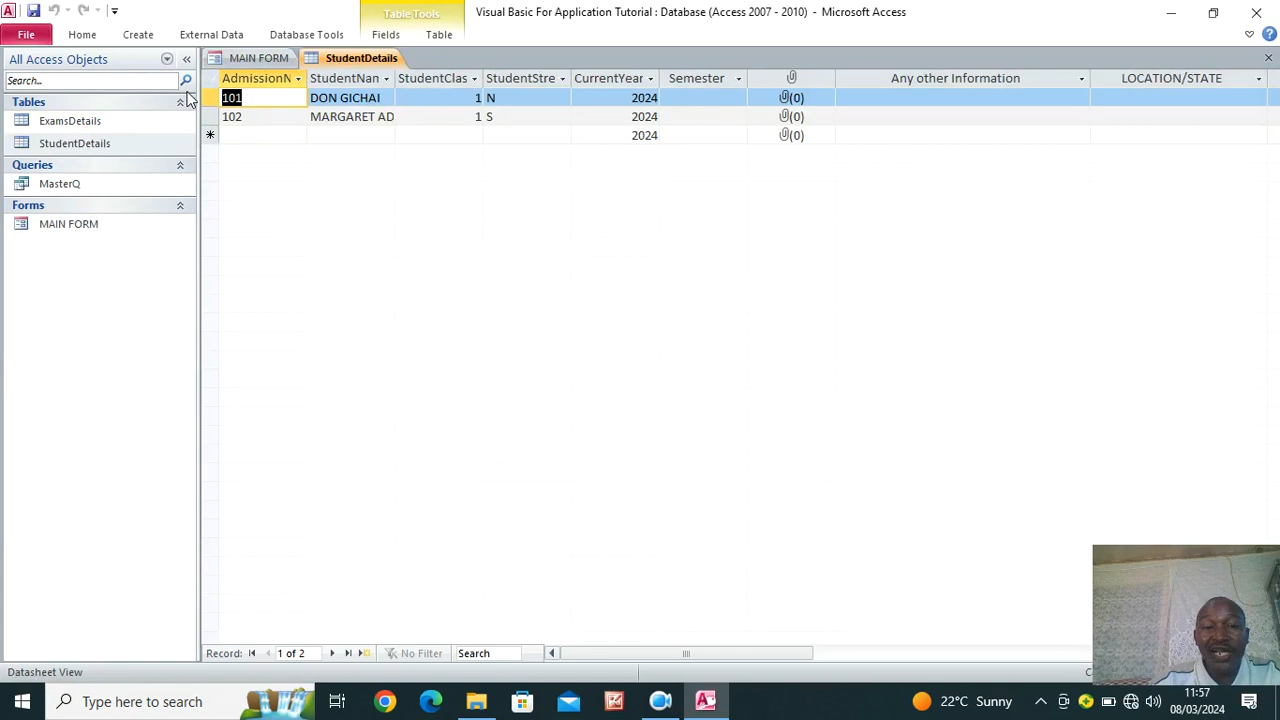 Table Tools
Visual Basic For Application Tutorial : Database (Access 2007 - 2010) - Microsoft Access
File Home Create External Data Database Tools Fields Table
All Access Objects
MAIN FORM StudentDetails
Search...
AdmissionN StudentNan StudentClas StudentStre CurrentYear Semester Any other Information LOCATION/STATE
Tables
101 DON GICHAI 1 N 2024 (0)
ExamsDetails
102 MARGARET AD 1 S 2024 (0)
2024 (0)
StudentDetails
Queries
MasterQ
Forms
MAIN FORM
Record: 1 of 2 No Filter Search
Datasheet View
Type here to search
22°C Sunny
11:57
08/03/2024